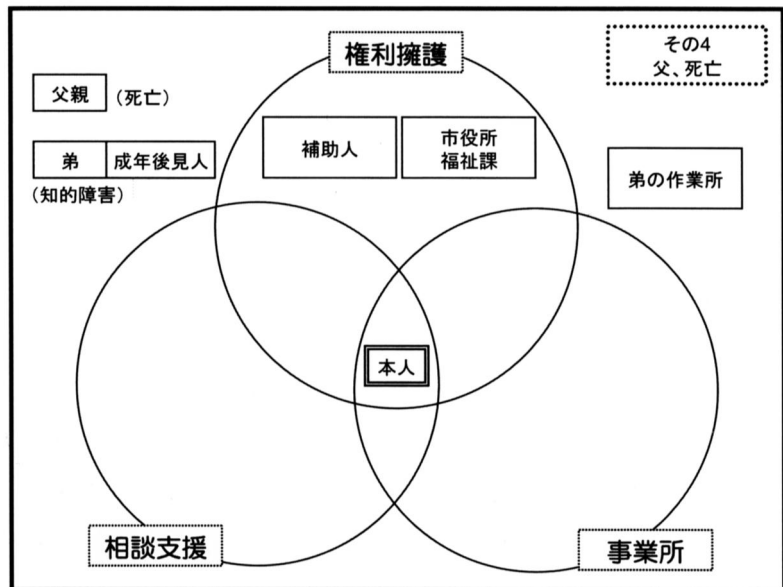 権利擁護
その4
父、死亡
父親
(死亡)
補助人
市役所
福祉課
弟
成年後見人
(知的障害)
弟の作業所
本人
相談支援
事業所